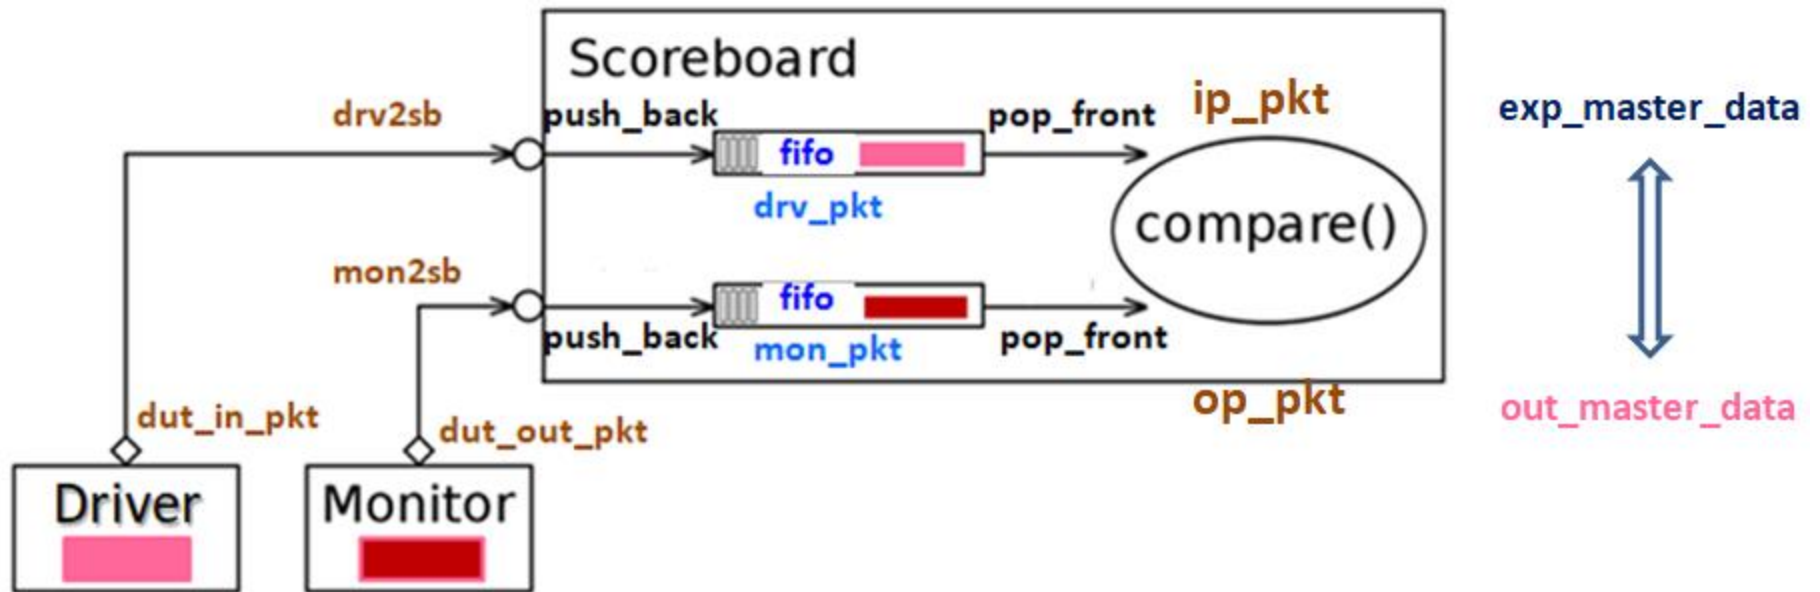 Scoreboard
drv2sb
push_back
fifo
pop_front
ip_pkt
exp_master_data
drv_pkt
compare()
mon2sb
push_back
fifo
pop_front
mon_pkt
op_pkt
out_master_data
dut_in_pkt
dut_out_pkt
Driver
Monitor